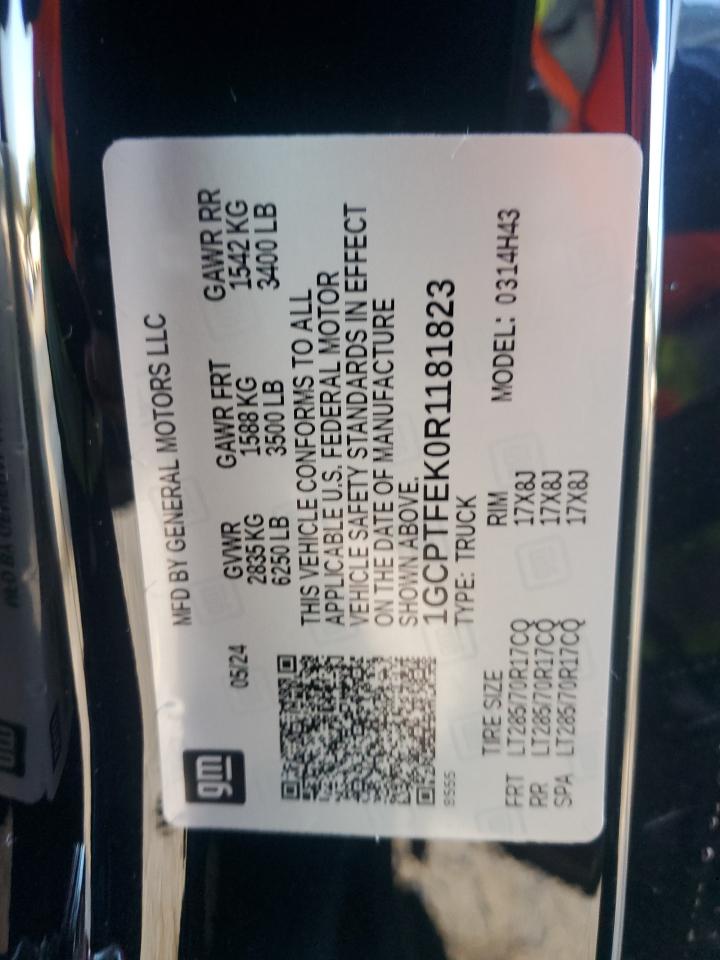 gm
05/24
MFD BY GENERAL MOTORS LLC
GVWR GAWR FRT GAWR RR
2835 KG 1588 KG 1542 KG
6250 LB 3500 LB 3400 LB
THIS VEHICLE CONFORMS TO ALL
APPLICABLE U.S. FEDERAL MOTOR
VEHICLE SAFETY STANDARDS IN EFFECT
ON THE DATE OF MANUFACTURE
SHOWN ABOVE.
1GCPTFEK0R1181823
8555
TYPE: TRUCK
TIRE SIZE RIM MODEL: 0314H43
FRT LT285/70R17CQ 17X8J
RR LT285/70R17CQ 17X8J
SPA LT285/70R17CQ 17X8J